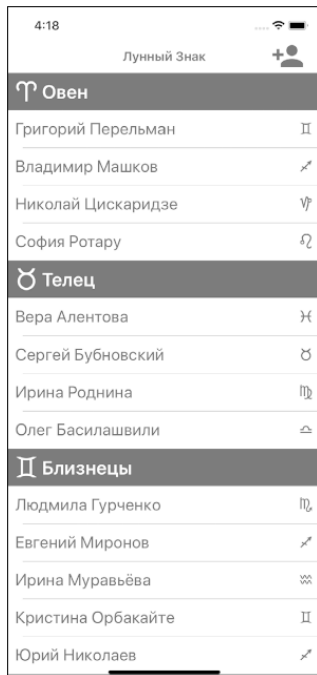 4:18
Лунный Знак
♈ Овен
Григорий Перельман ♊
Владимир Машков ♐
Николай Цискаридзе ♑
София Ротару ♌
♉ Телец
Вера Алентова ♓
Сергей Бубновский ♉
Ирина Роднина ♍
Олег Басилашвили ♎
♊ Близнецы
Людмила Гурченко ♏
Евгений Миронов ♐
Ирина Муравьёва ♒
Кристина Орбакайте ♊
Юрий Николаев ♐